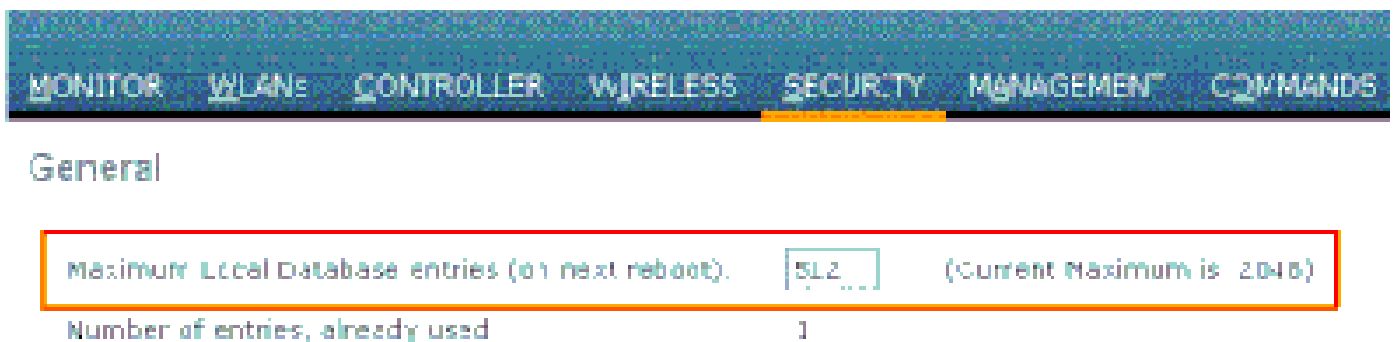 MONITOR WLANs CONTROLLER WIRELESS SECURITY MANAGEMENT COMMANDS
General
Maximum Local Database entries (on next reboot): 512 (Current Maximum is 2048)
Number of entries, already used 1